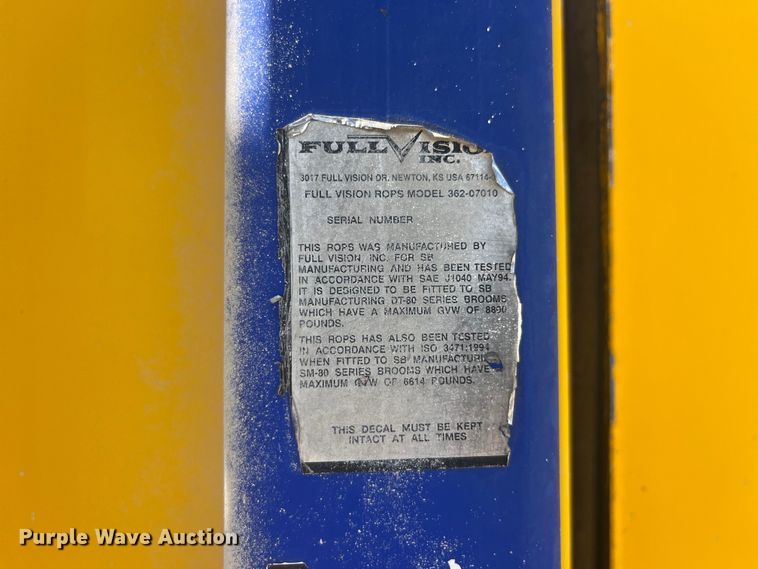 FULL VISIO
INC.
3017 FULL VISION DR. NEWTON, KS USA 67114-
FULL VISION ROPS MODEL 362-07010
SERIAL NUMBER
THIS ROPS WAS MANUFACTURED BY
FULL VISION, INC. FOR SB
MANUFACTURING AND HAS BEEN TESTED
IN ACCORDANCE WITH SAE J1040 MAY94.
IT IS DESIGNED TO BE FITTED TO SB
MANUFACTURING DT-80 SERIES BROOMS
WHICH HAVE A MAXIMUM GVW OF
POUNDS.
THIS ROPS HAS ALSO BEEN TESTED
IN ACCORDANCE WITH ISO 3471:1994
WHEN FITTED TO SB MANUFACTURING
SM-80 SERIES BROOMS WHICH HAVE
MAXIMUM GVW OF 6614 POUNDS.
THIS DECAL MUST BE KEPT
INTACT AT ALL TIMES
Purple Wave Auction